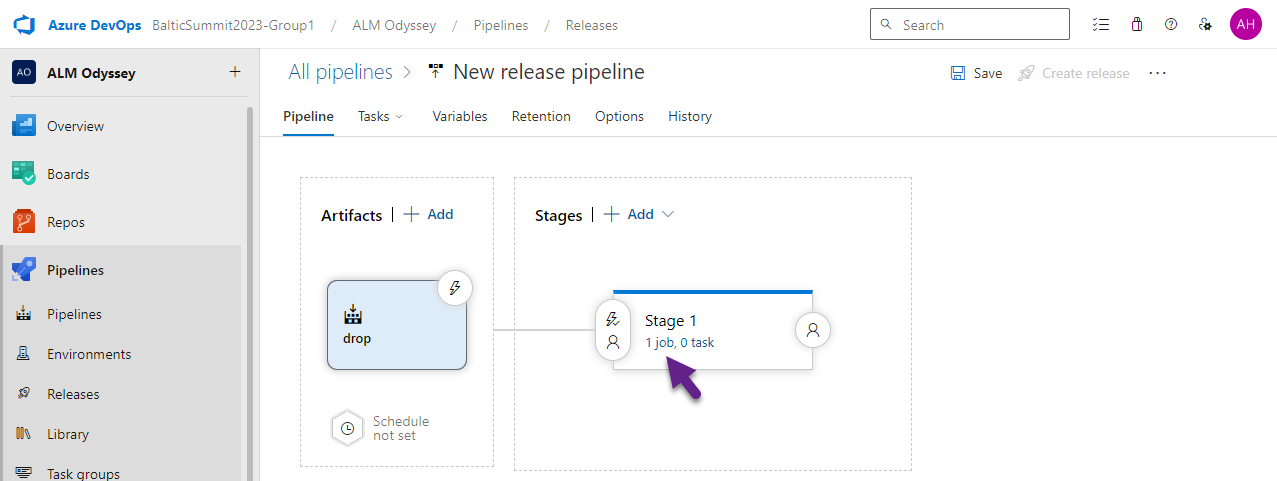 Azure DevOps BalticSummit2023-Group1 / ALM Odyssey / Pipelines / Releases Search AH
AO ALM Odyssey +
All pipelines > New release pipeline Save Create release ...
Overview
Pipeline Tasks Variables Retention Options History
Boards
Repos
Pipelines
Pipelines
Environments
Releases
Library
Task groups
Artifacts | + Add
drop
Schedule
not set
Stages | + Add
Stage 1
1 job, 0 task